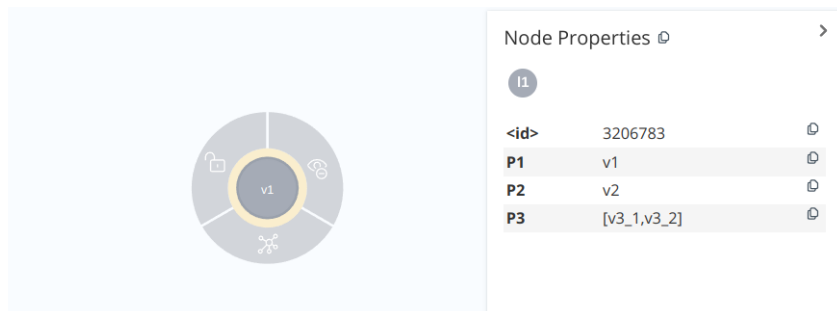 v1
Node Properties
l1
<id> 3206783
P1 v1
P2 v2
P3 [v3_1,v3_2]